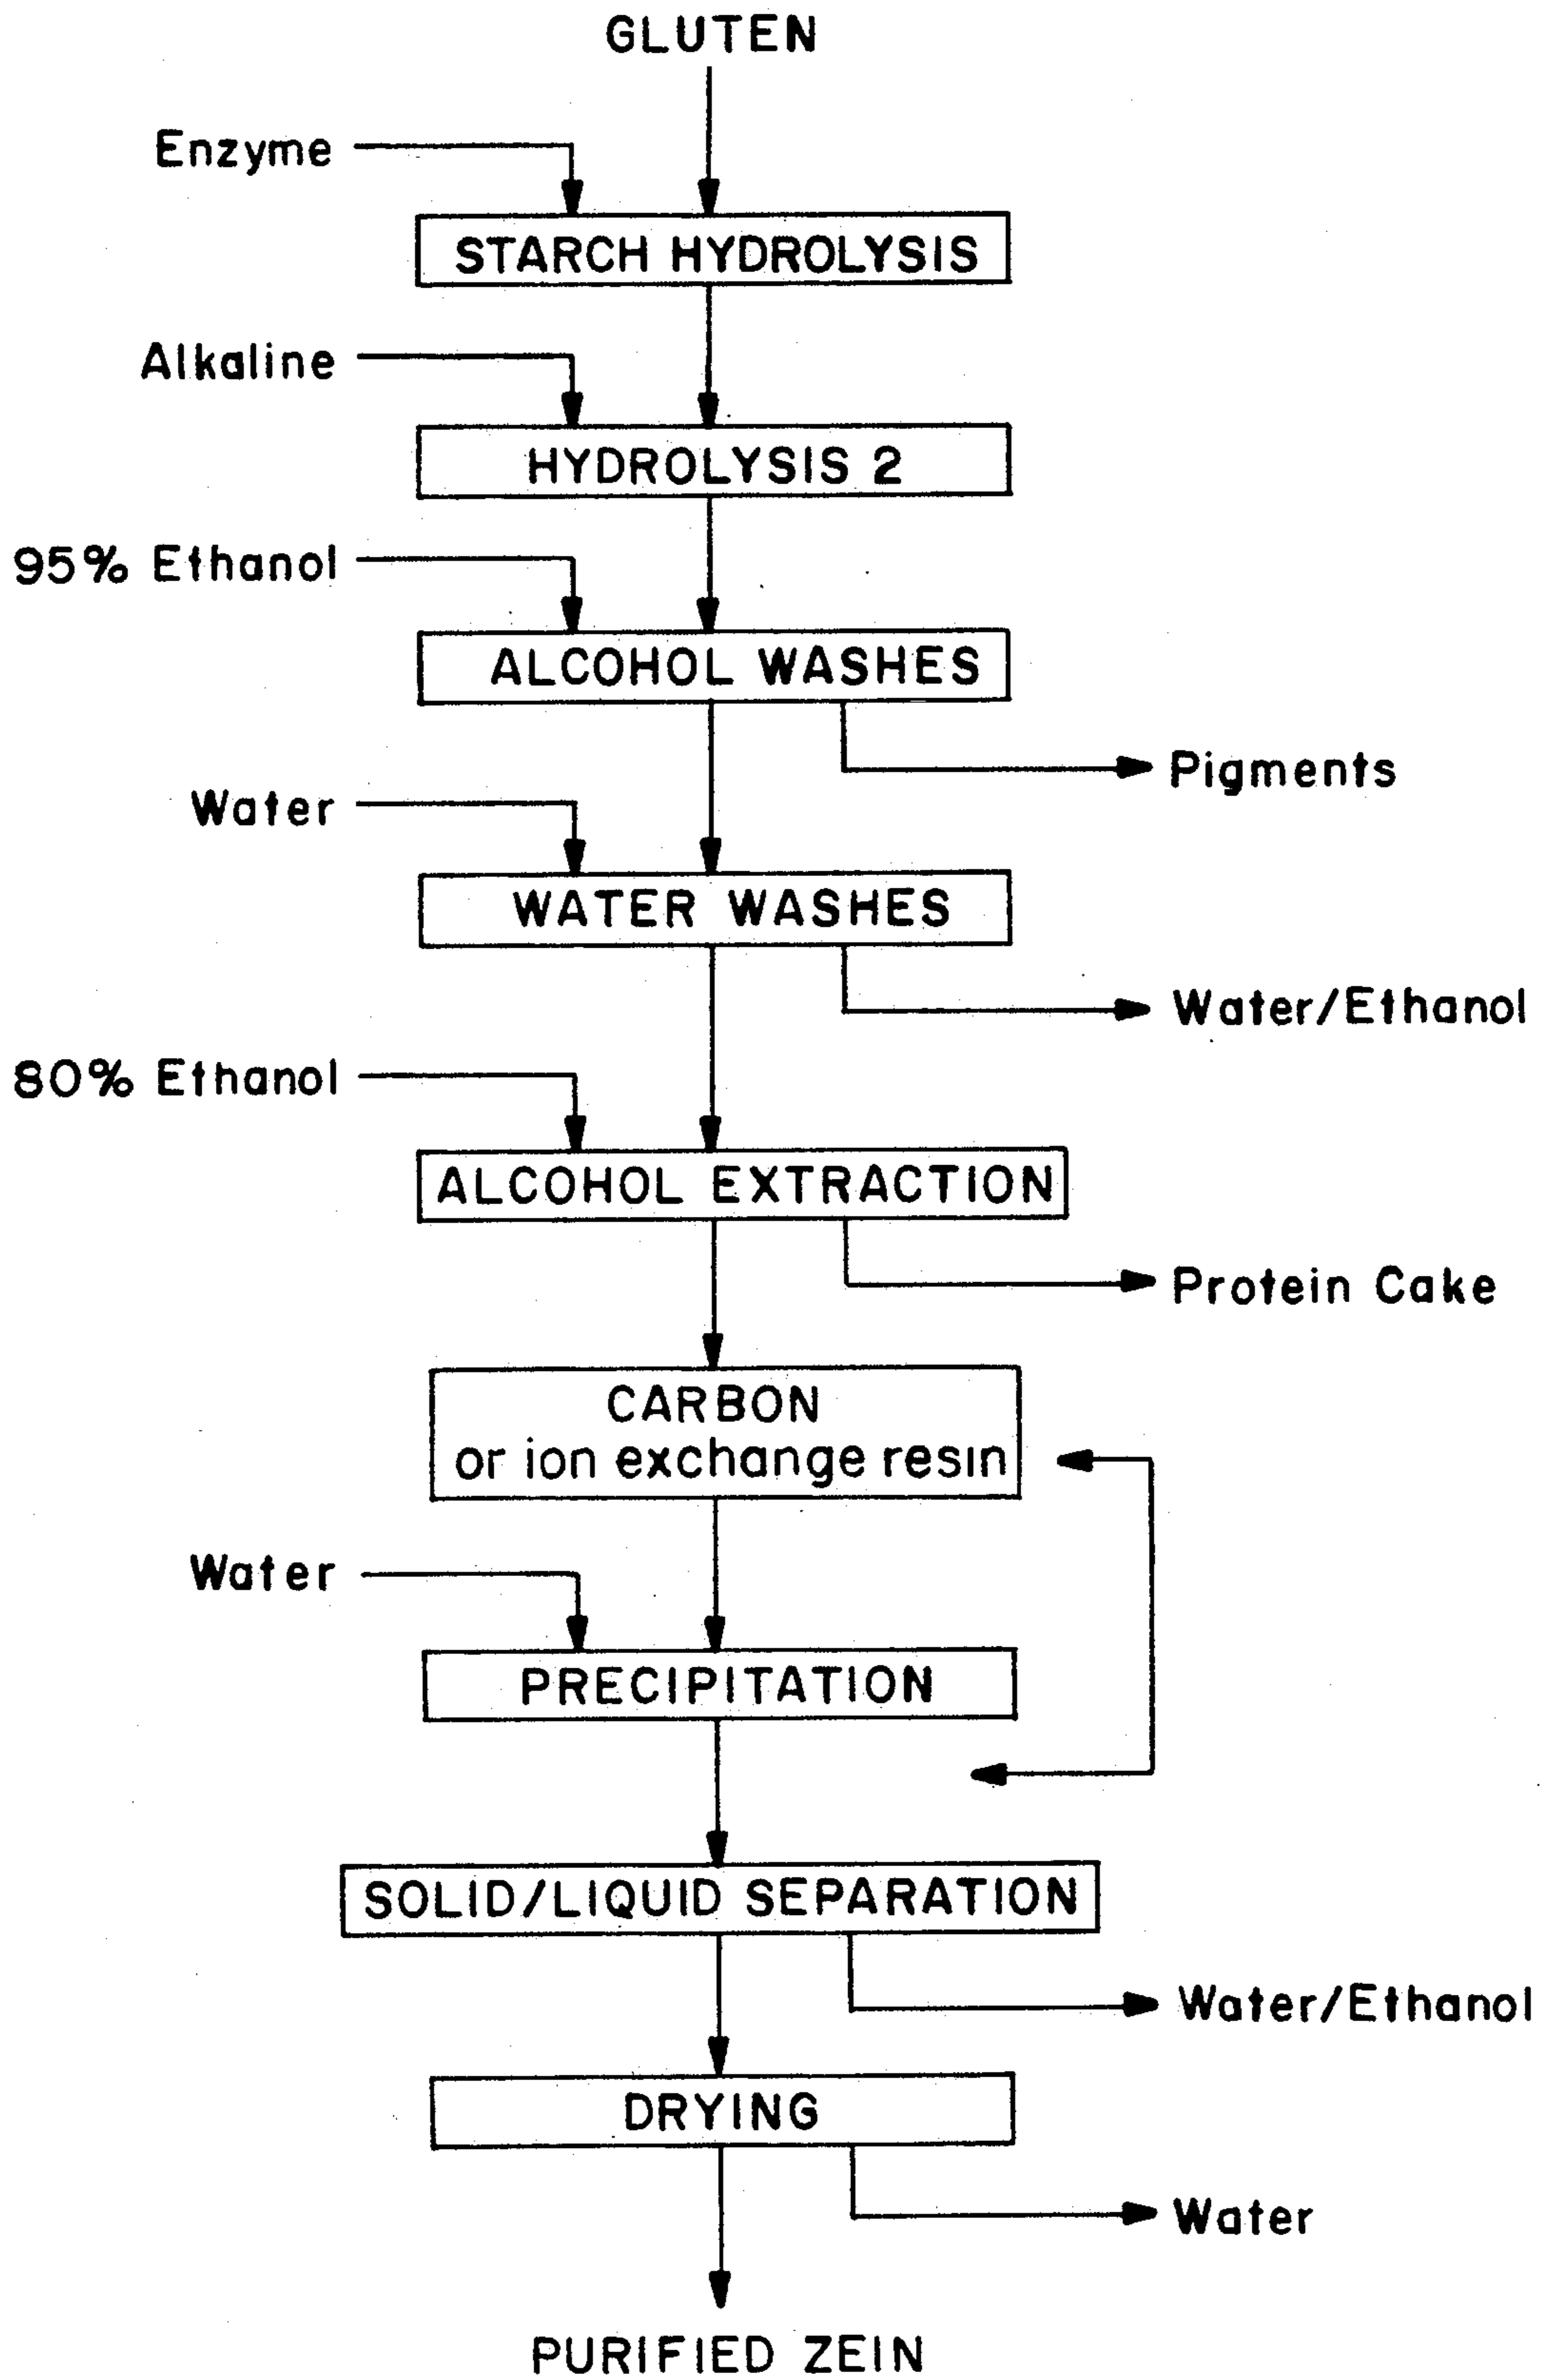 GLUTEN
Enzyme
STARCH HYDROLYSIS
Alkaline
HYDROLYSIS 2
95% Ethanol
ALCOHOL WASHES
Pigments
Water
WATER WASHES
Water/Ethanol
80% Ethanol
ALCOHOL EXTRACTION
Protein Cake
CARBON
or ion exchange resin
Water
PRECIPITATION
SOLID/LIQUID SEPARATION
Water/Ethanol
DRYING
Water
PURIFIED ZEIN